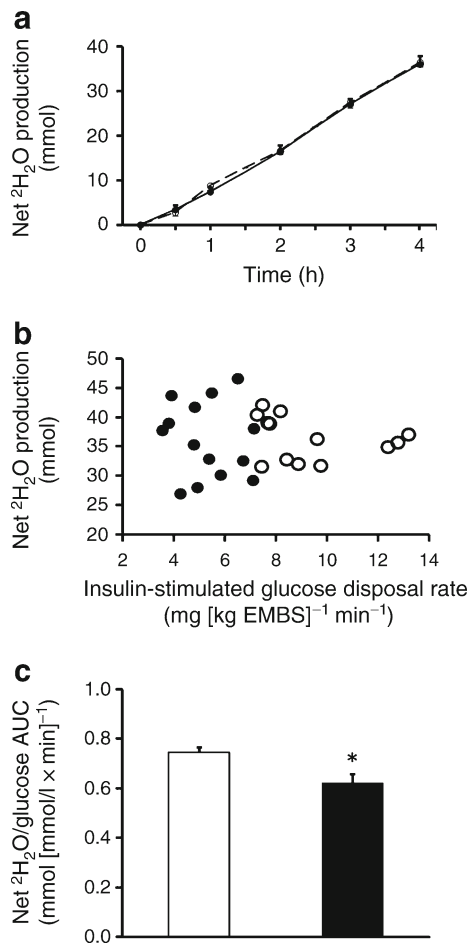 a
Net ²H₂O production
(mmol)
40
30
20
10
0
0 1 2 3 4
Time (h)
b
Net ²H₂O production
(mmol)
50
45
40
35
30
25
20
2 4 6 8 10 12 14
Insulin-stimulated glucose disposal rate
(mg [kg EMBS]⁻¹ min⁻¹)
c
Net ²H₂O/glucose AUC
(mmol [mmol/l × min]⁻¹)
1.0
0.8
0.6
0.4
0.2
0.0
*